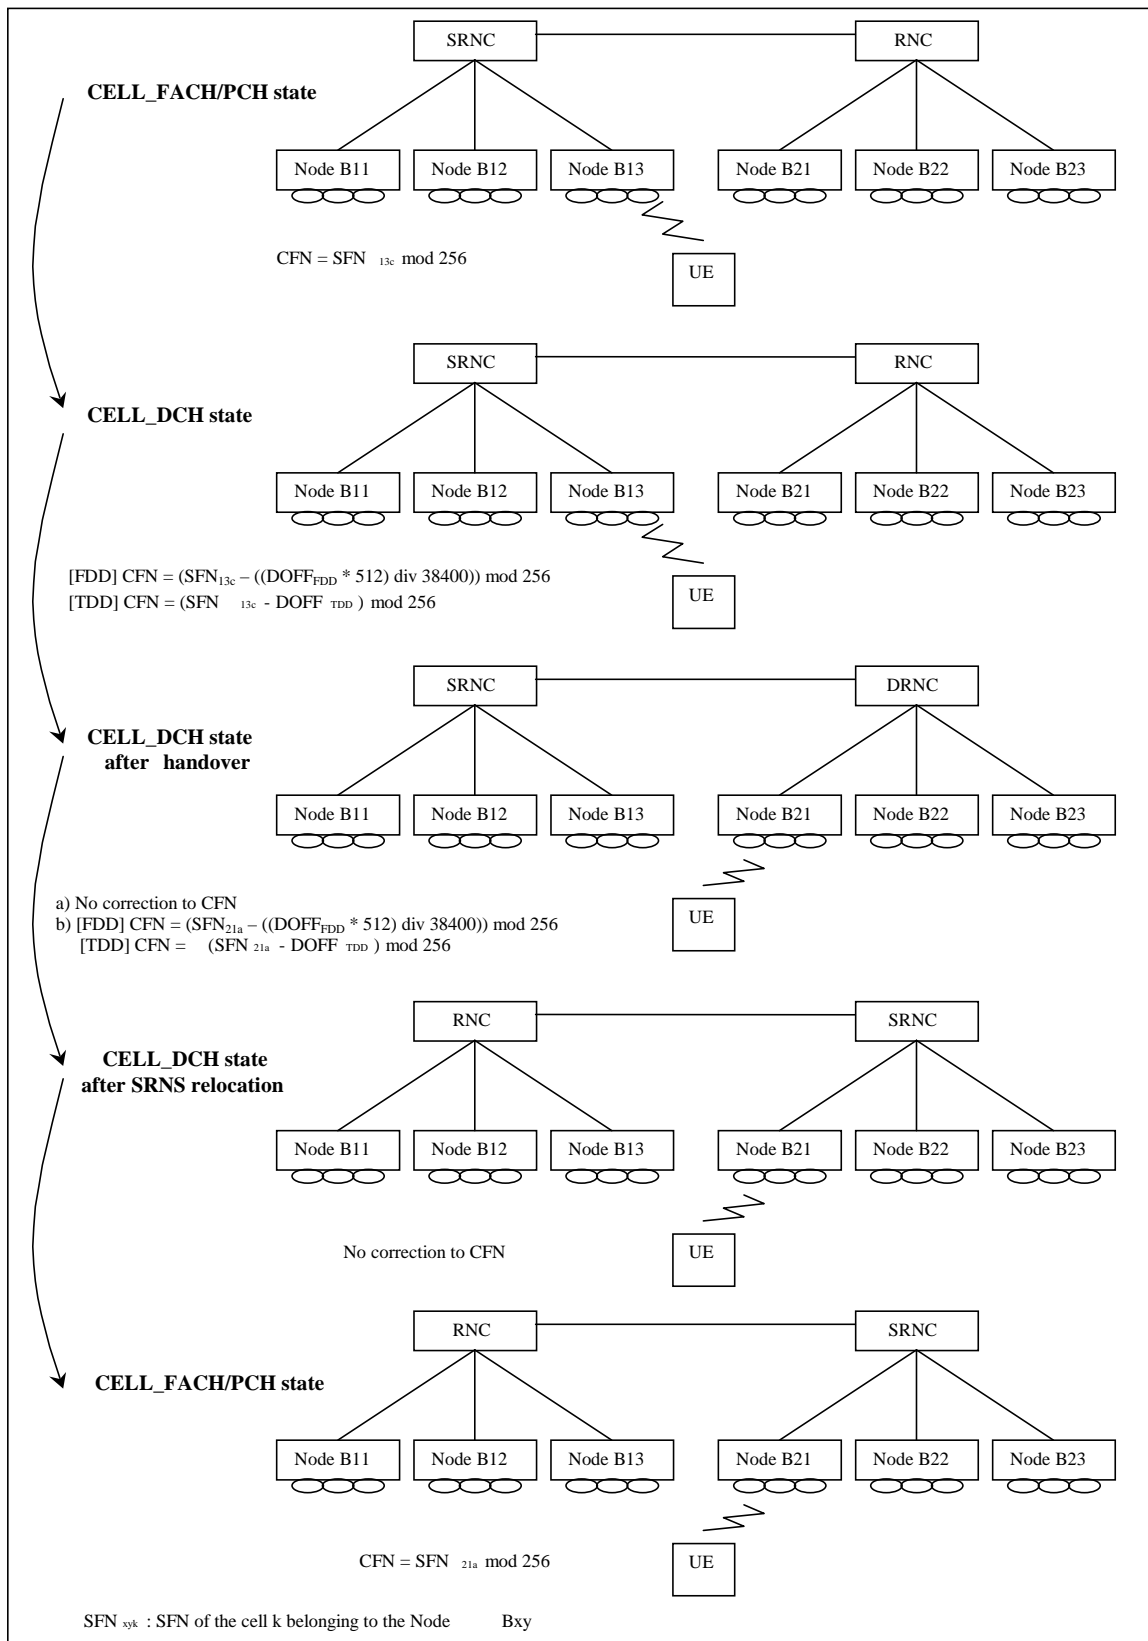 SRNC RNC
CELL_FACH/PCH state
Node B11 Node B12 Node B13 Node B21 Node B22 Node B23
CFN = SFN 13c mod 256
UE
SRNC RNC
CELL_DCH state
Node B11 Node B12 Node B13 Node B21 Node B22 Node B23
[FDD] CFN = (SFN13c – ((DOFFFDD * 512) div 38400)) mod 256
[TDD] CFN = (SFN 13c - DOFF TDD ) mod 256
UE
SRNC DRNC
CELL_DCH state
after handover
Node B11 Node B12 Node B13 Node B21 Node B22 Node B23
a) No correction to CFN
b) [FDD] CFN = (SFN21a – ((DOFFFDD * 512) div 38400)) mod 256
[TDD] CFN = (SFN 21a - DOFF TDD ) mod 256
UE
RNC SRNC
CELL_DCH state
after SRNS relocation
Node B11 Node B12 Node B13 Node B21 Node B22 Node B23
No correction to CFN
UE
RNC SRNC
CELL_FACH/PCH state
Node B11 Node B12 Node B13 Node B21 Node B22 Node B23
CFN = SFN 21a mod 256
UE
SFN xyk : SFN of the cell k belonging to the Node Bxy